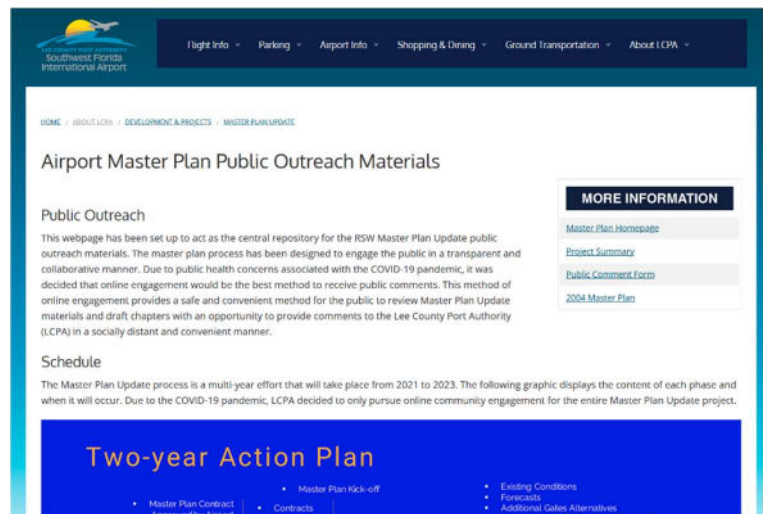 LEE COUNTY PORT AUTHORITY
Southwest Florida
International Airport
Flight Info
Parking
Airport Info
Shopping & Dining
Ground Transportation
About LCPA
HOME / ABOUT LCPA / DEVELOPMENT & PROJECTS / MASTER PLAN UPDATE
Airport Master Plan Public Outreach Materials
MORE INFORMATION
Master Plan Homepage
Project Summary
Public Comment Form
2004 Master Plan
Public Outreach
This webpage has been set up to act as the central repository for the RSW Master Plan Update public
outreach materials. The master plan process has been designed to engage the public in a transparent and
collaborative manner. Due to public health concerns associated with the COVID-19 pandemic, it was
decided that online engagement would be the best method to receive public comments. This method of
online engagement provides a safe and convenient method for the public to review Master Plan Update
materials and draft chapters with an opportunity to provide comments to the Lee County Port Authority
(LCPA) in a socially distant and convenient manner.
Schedule
The Master Plan Update process is a multi-year effort that will take place from 2021 to 2023. The following graphic displays the content of each phase and
when it will occur. Due to the COVID-19 pandemic, LCPA decided to only pursue online community engagement for the entire Master Plan Update project.
Two-year Action Plan
• Master Plan Kick-off
• Existing Conditions
• Forecasts
• Additional Gates Alternatives
• Master Plan Contract
• Contracts